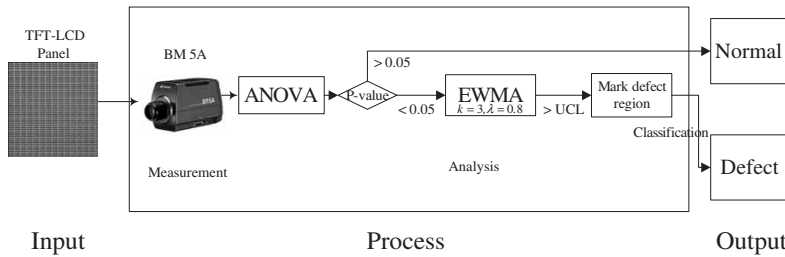 TFT-LCD
Panel
BM 5A
BM5A
ANOVA
P-value
> 0.05
< 0.05
EWMA
k = 3, λ = 0.8
> UCL
Mark defect
region
Classification
Normal
Defect
Measurement
Analysis
Input
Process
Output